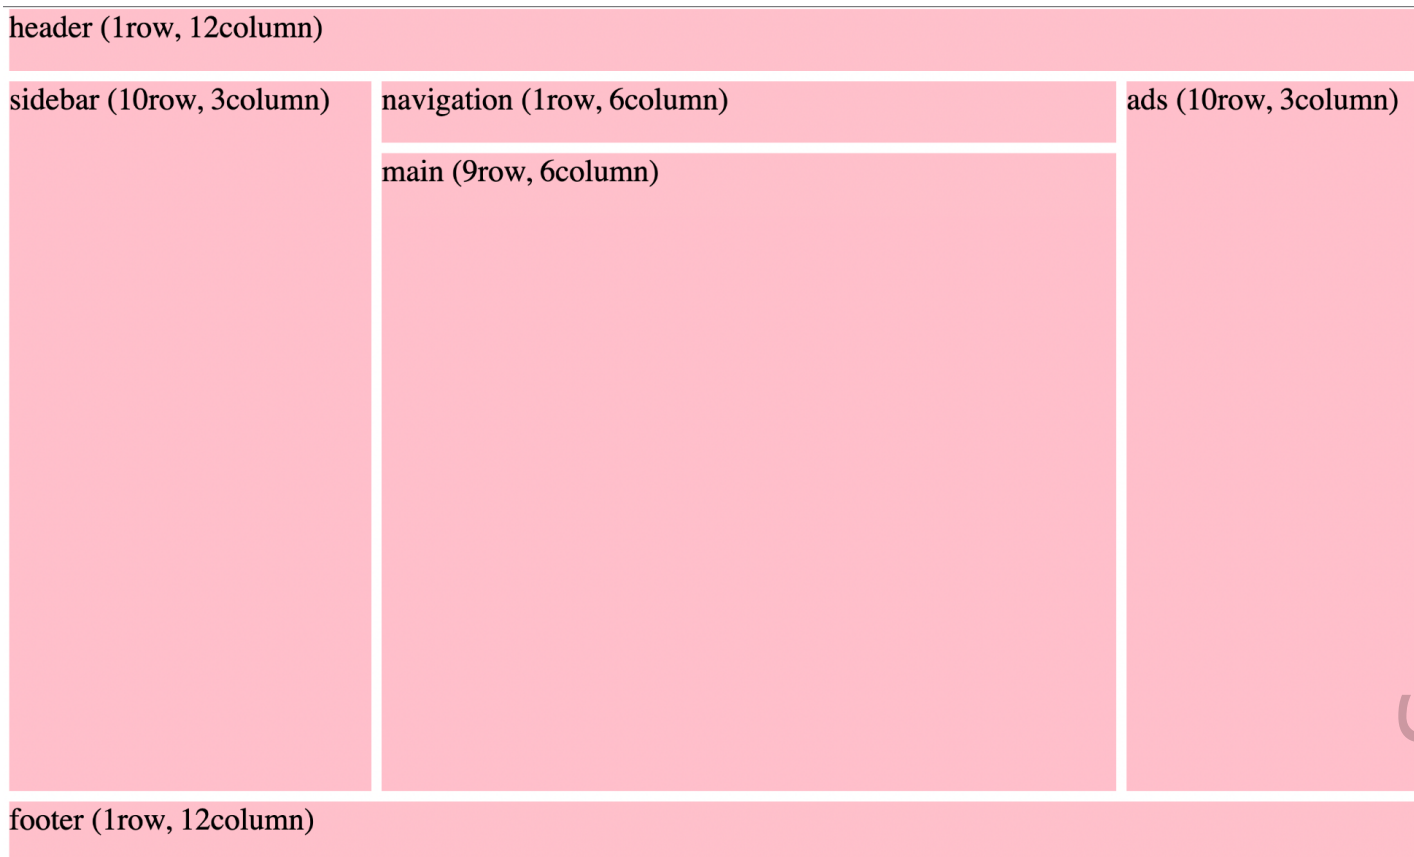 header (1row, 12column)
sidebar (10row, 3column)
navigation (1row, 6column)
ads (10row, 3column)
main (9row, 6column)
footer (1row, 12column)